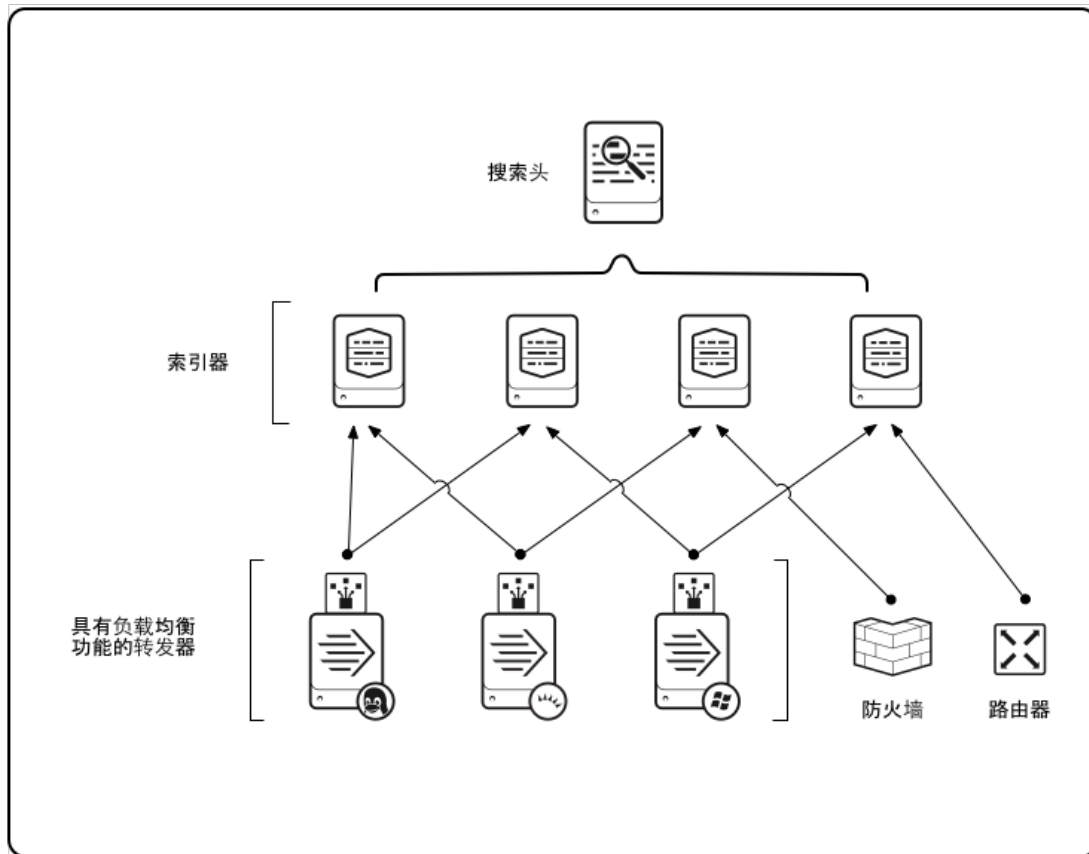 搜索头
索引器
具有负载均衡
功能的转发器
防火墙
路由器